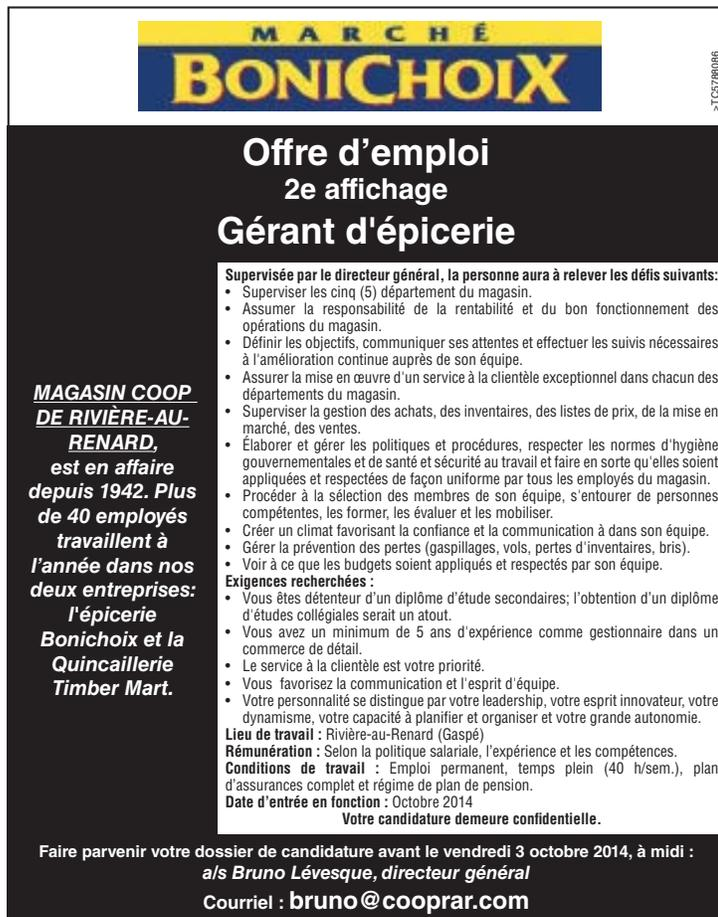 MARCHÉ
BONICHOIX
>TC5788086
Offre d’emploi
2e affichage
Gérant d'épicerie
MAGASIN COOP
DE RIVIÈRE-AU-
RENARD,
est en affaire
depuis 1942. Plus
de 40 employés
travaillent à
l’année dans nos
deux entreprises:
l'épicerie
Bonichoix et la
Quincaillerie
Timber Mart.
Supervisée par le directeur général, la personne aura à relever les défis suivants:
• Superviser les cinq (5) département du magasin.
• Assumer la responsabilité de la rentabilité et du bon fonctionnement des
opérations du magasin.
• Définir les objectifs, communiquer ses attentes et effectuer les suivis nécessaires
à l'amélioration continue auprès de son équipe.
• Assurer la mise en œuvre d'un service à la clientèle exceptionnel dans chacun des
départements du magasin.
• Superviser la gestion des achats, des inventaires, des listes de prix, de la mise en
marché, des ventes.
• Élaborer et gérer les politiques et procédures, respecter les normes d'hygiène
gouvernementales et de santé et sécurité au travail et faire en sorte qu'elles soient
appliquées et respectées de façon uniforme par tous les employés du magasin.
• Procéder à la sélection des membres de son équipe, s'entourer de personnes
compétentes, les former, les évaluer et les mobiliser.
• Créer un climat favorisant la confiance et la communication à dans son équipe.
• Gérer la prévention des pertes (gaspillages, vols, pertes d'inventaires, bris).
• Voir à ce que les budgets soient appliqués et respectés par son équipe.
Exigences recherchées :
• Vous êtes détenteur d’un diplôme d’étude secondaires; l’obtention d’un diplôme
d’études collégiales serait un atout.
• Vous avez un minimum de 5 ans d'expérience comme gestionnaire dans un
commerce de détail.
• Le service à la clientèle est votre priorité.
• Vous favorisez la communication et l'esprit d'équipe.
• Votre personnalité se distingue par votre leadership, votre esprit innovateur, votre
dynamisme, votre capacité à planifier et organiser et votre grande autonomie.
Lieu de travail : Rivière-au-Renard (Gaspé)
Rémunération : Selon la politique salariale, l’expérience et les compétences.
Conditions de travail : Emploi permanent, temps plein (40 h/sem.), plan
d’assurances complet et régime de plan de pension.
Date d’entrée en fonction : Octobre 2014
Votre candidature demeure confidentielle.
Faire parvenir votre dossier de candidature avant le vendredi 3 octobre 2014, à midi :
a/s Bruno Lévesque, directeur général
Courriel : bruno@cooprar.com